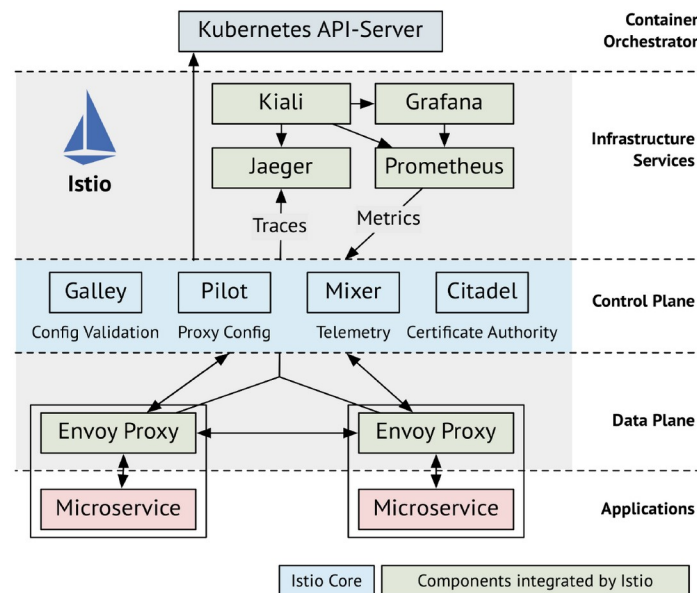 Kubernetes API-Server
Container
Orchestrator
Istio
Kiali
Grafana
Jaeger
Prometheus
Infrastructure
Services
Traces
Metrics
Galley
Pilot
Mixer
Citadel
Config Validation
Proxy Config
Telemetry
Certificate Authority
Control Plane
Envoy Proxy
Envoy Proxy
Data Plane
Microservice
Microservice
Applications
Istio Core
Components integrated by Istio